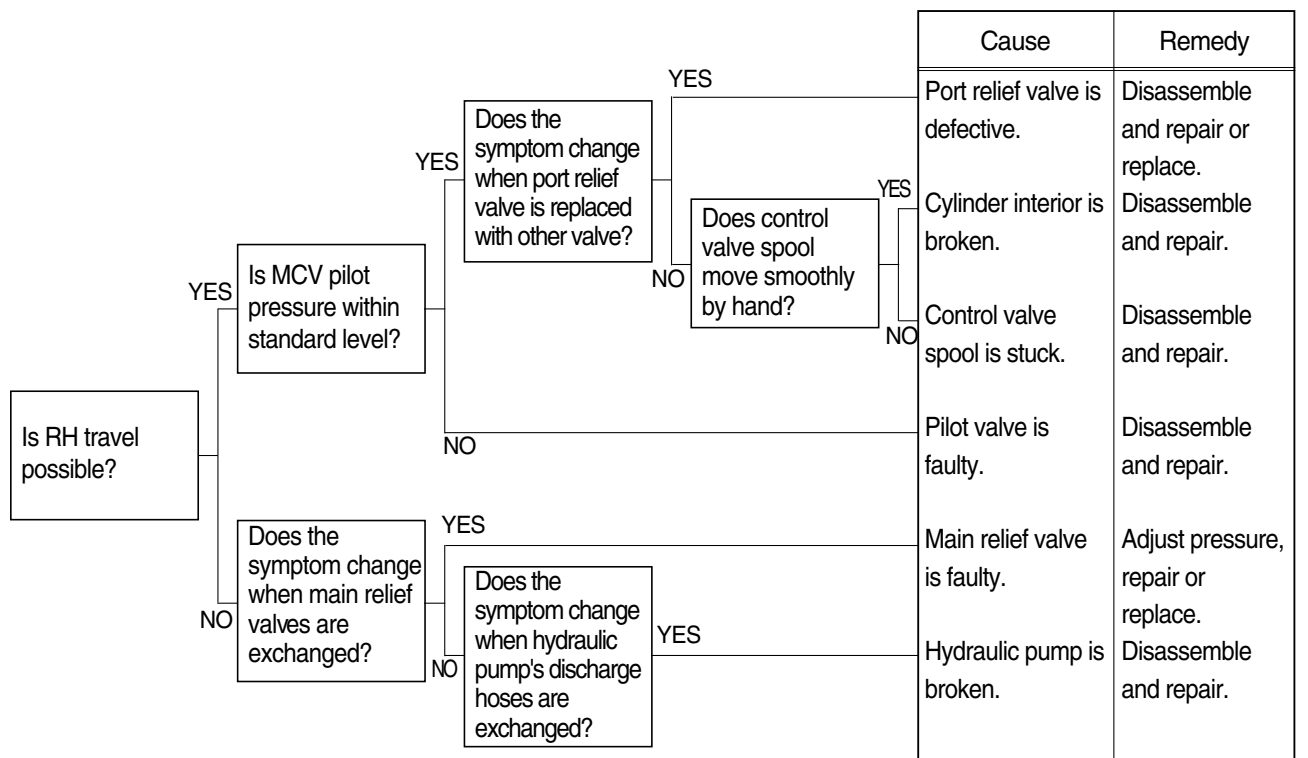 Is RH travel
possible?
YES
Is MCV pilot
pressure within
standard level?
YES
Does the
symptom change
when port relief
valve is replaced
with other valve?
YES
NO
Does control
valve spool
move smoothly
by hand?
YES
NO
NO
NO
Does the
symptom change
when main relief
valves are
exchanged?
YES
NO
Does the
symptom change
when hydraulic
pump's discharge
hoses are
exchanged?
YES
Cause
Remedy
Port relief valve is
defective.
Disassemble
and repair or
replace.
Cylinder interior is
broken.
Disassemble
and repair.
Control valve
spool is stuck.
Disassemble
and repair.
Pilot valve is
faulty.
Disassemble
and repair.
Main relief valve
is faulty.
Adjust pressure,
repair or
replace.
Hydraulic pump is
broken.
Disassemble
and repair.